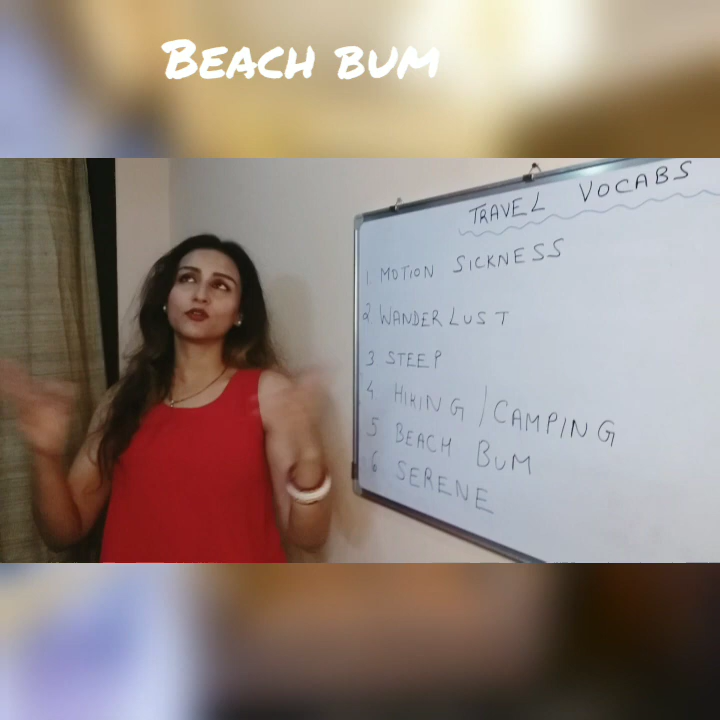 BEACH BUM
TRAVEL VOCABS
1. MOTION SICKNESS
2 WANDERLUST
3 STEEP
4 HIKING / CAMPING
5 BEACH BUM
6 SERENE